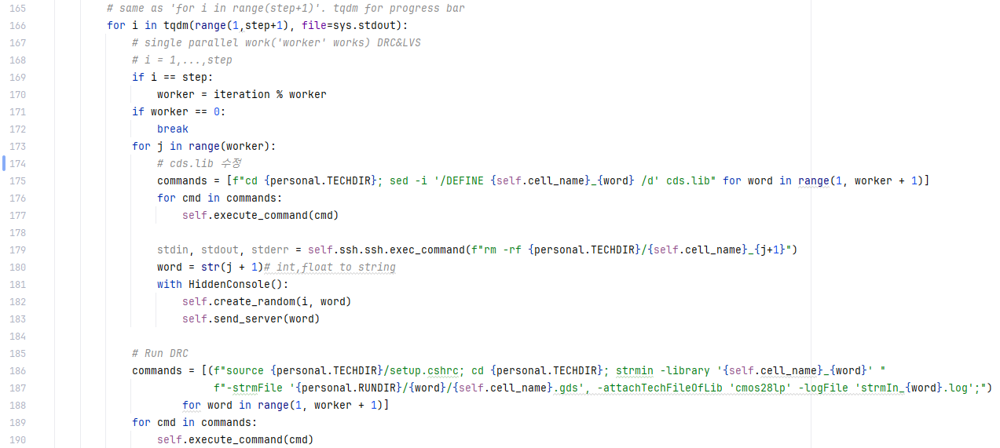 165 # same as 'for i in range(step+1)'. tqdm for progress bar
166 for i in tqdm(range(1,step+1), file=sys.stdout):
167 # single parallel work('worker' works) DRC&LVS
168 # i = 1,...,step
169 if i == step:
170 worker = iteration % worker
171 if worker == 0:
172 break
173 for j in range(worker):
174 # cds.lib 수정
175 commands = [f"cd {personal.TECHDIR}; sed -i '/DEFINE {self.cell_name}_{word} /d' cds.lib" for word in range(1, worker + 1)]
176 for cmd in commands:
177 self.execute_command(cmd)
178
179 stdin, stdout, stderr = self.ssh.ssh.exec_command(f"rm -rf {personal.TECHDIR}/{self.cell_name}_{j+1}")
180 word = str(j + 1)# int,float to string
181 with HiddenConsole():
182 self.create_random(i, word)
183 self.send_server(word)
184
185 # Run DRC
186 commands = [(f"source {personal.TECHDIR}/setup.cshrc; cd {personal.TECHDIR}; strmin -library '{self.cell_name}_{word}' "
187 f"-strmFile '{personal.RUNDIR}/{word}/{self.cell_name}.gds', -attachTechFileOfLib 'cmos28lp' -logFile 'strmIn_{word}.log';")
188 for word in range(1, worker + 1)]
189 for cmd in commands:
190 self.execute_command(cmd)